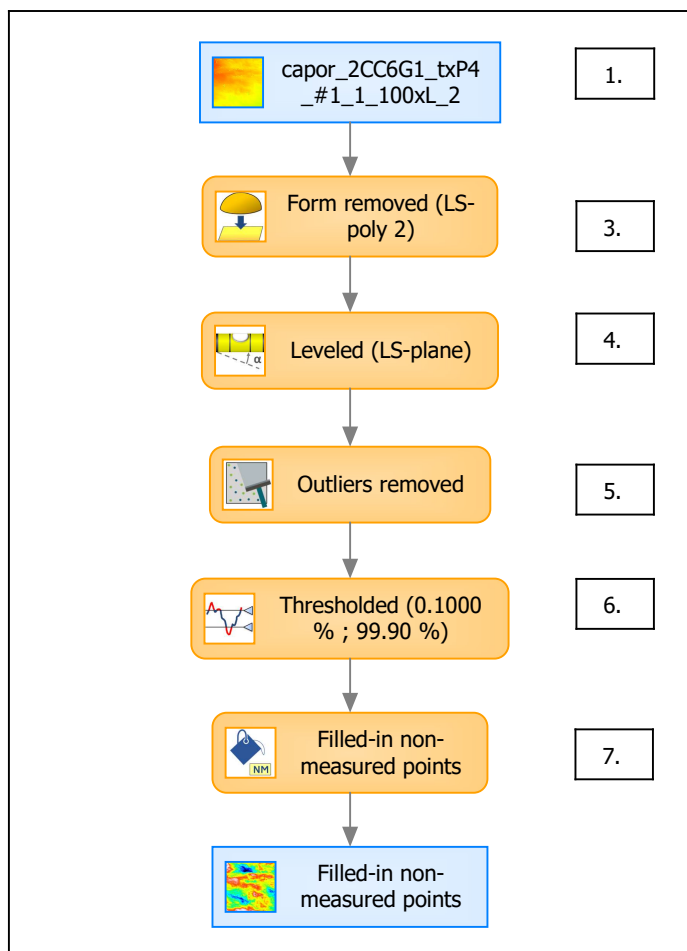 capor_2CC6G1_txP4
_#1_1_100xL_2
1.
Form removed (LS-
poly 2)
3.
Leveled (LS-plane)
α
4.
Outliers removed
5.
Thresholded (0.1000
% ; 99.90 %)
6.
Filled-in non-
measured points
NM
7.
Filled-in non-
measured points